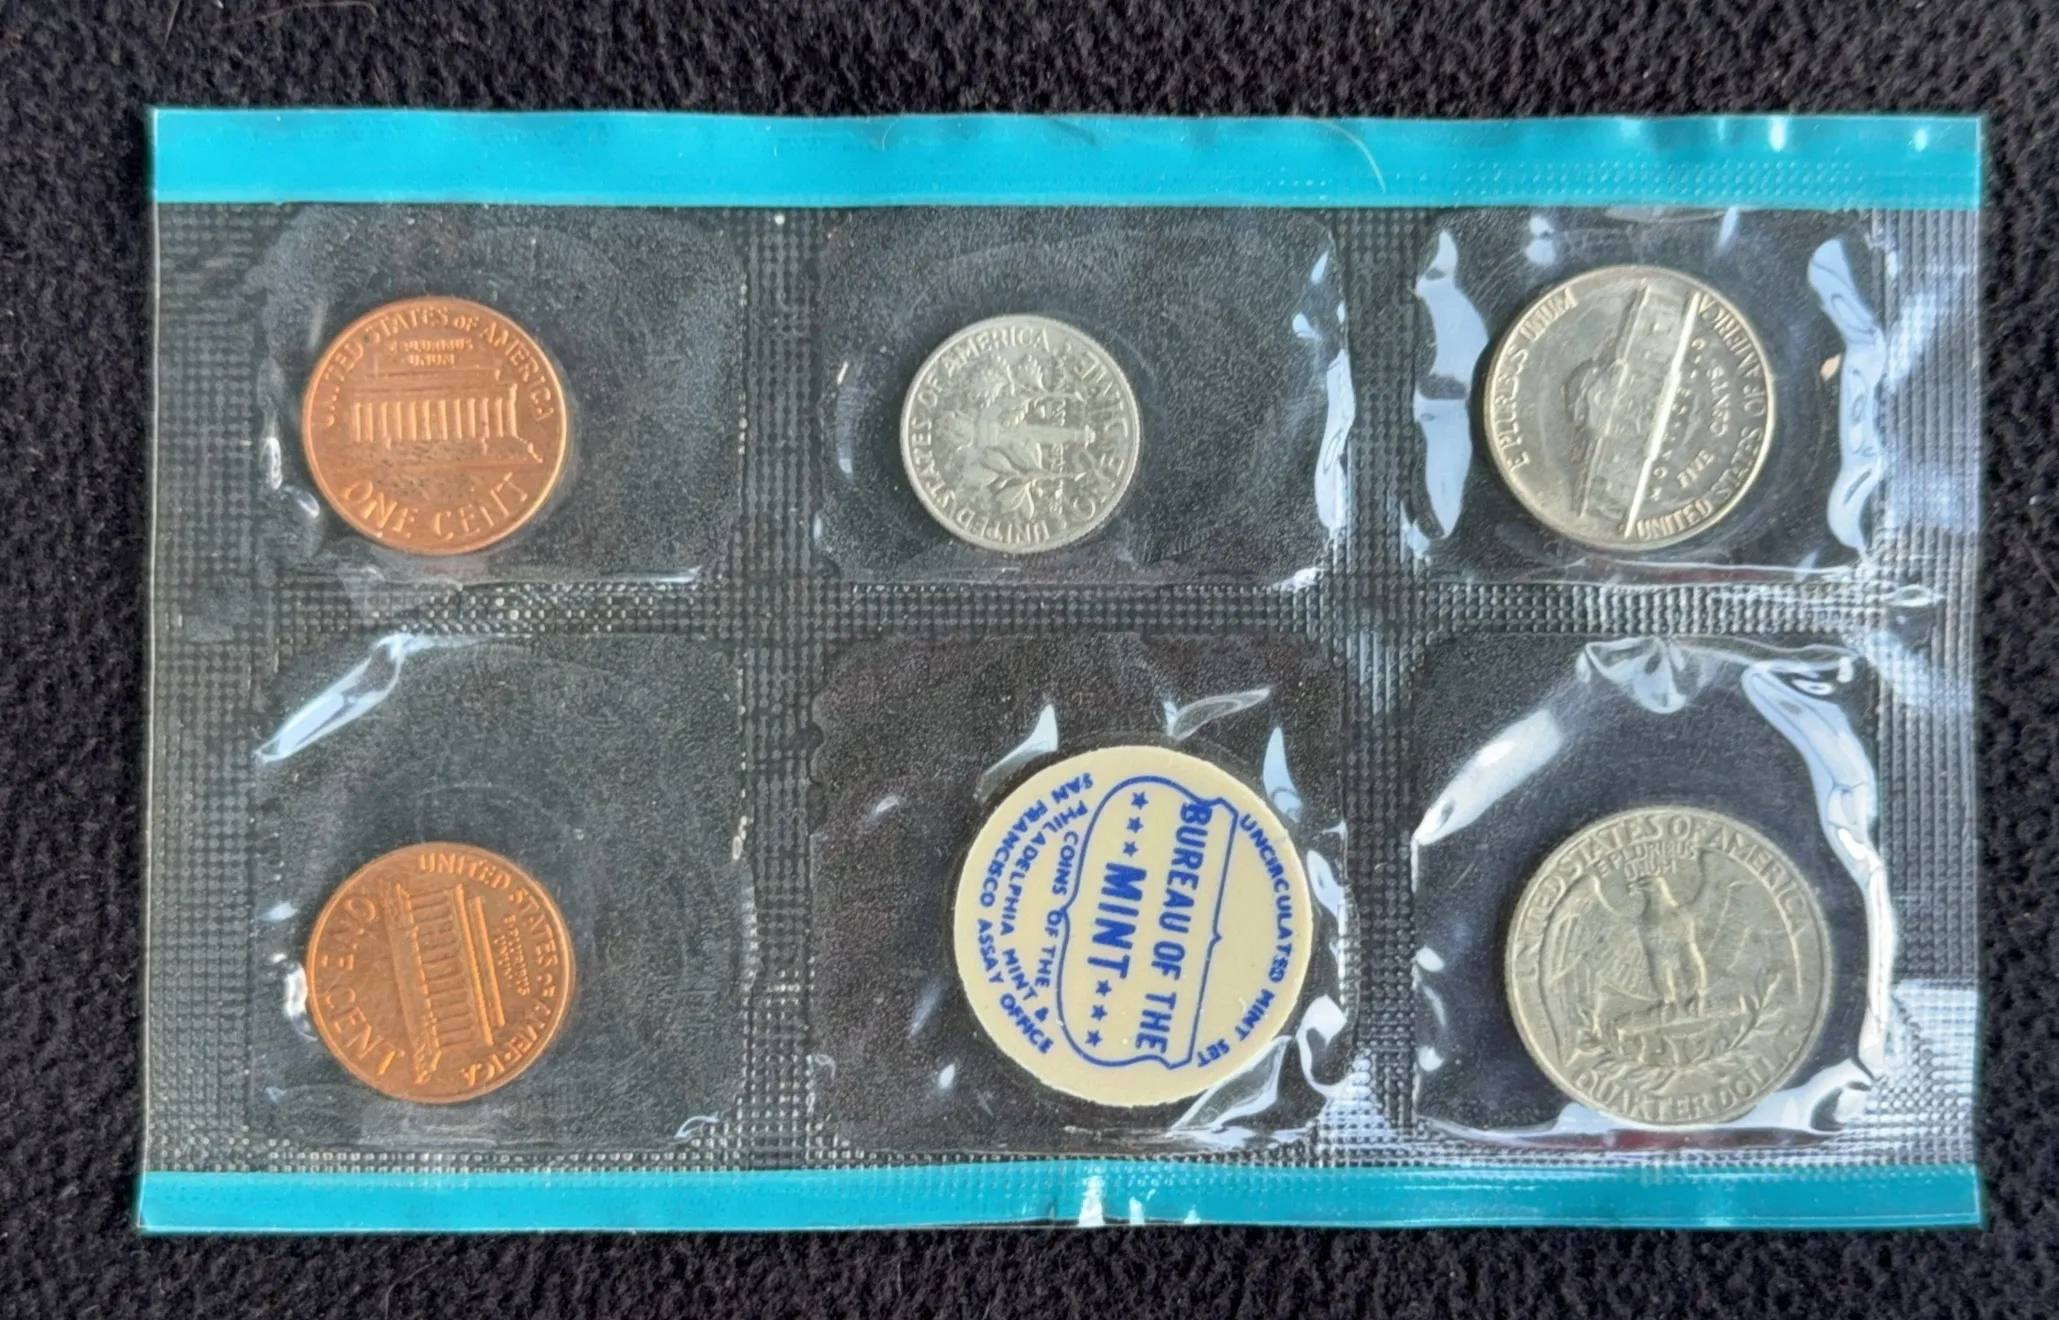 UNITED STATES OF AMERICA
E PLURIBUS
UNUM
ONE CENT
UNITED STATES OF AMERICA
ONE DIME
E PLURIBUS UNUM
MONTICELLO
FIVE CENTS
UNITED STATES OF AMERICA
UNITED STATES OF AMERICA
E PLURIBUS
UNUM
ONE CENT
UNCIRCULATED MINT SET
BUREAU OF THE
MINT
COINS OF THE
PHILADELPHIA MINT &
SAN FRANCISCO ASSAY OFFICE
UNITED STATES OF AMERICA
E PLURIBUS
UNUM
QUARTER DOLLAR